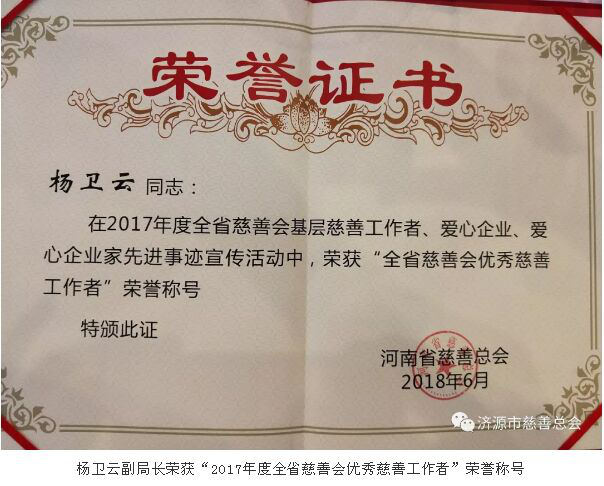 荣誉证书
杨卫云 同志：
在2017年度全省慈善会基层慈善工作者、爱心企业、爱
心企业家先进事迹宣传活动中，荣获“全省慈善会优秀慈善
工作者”荣誉称号
特颁此证
河南省慈善总会
2018年6月
济源市慈善总会
杨卫云副局长荣获“2017年度全省慈善会优秀慈善工作者”荣誉称号